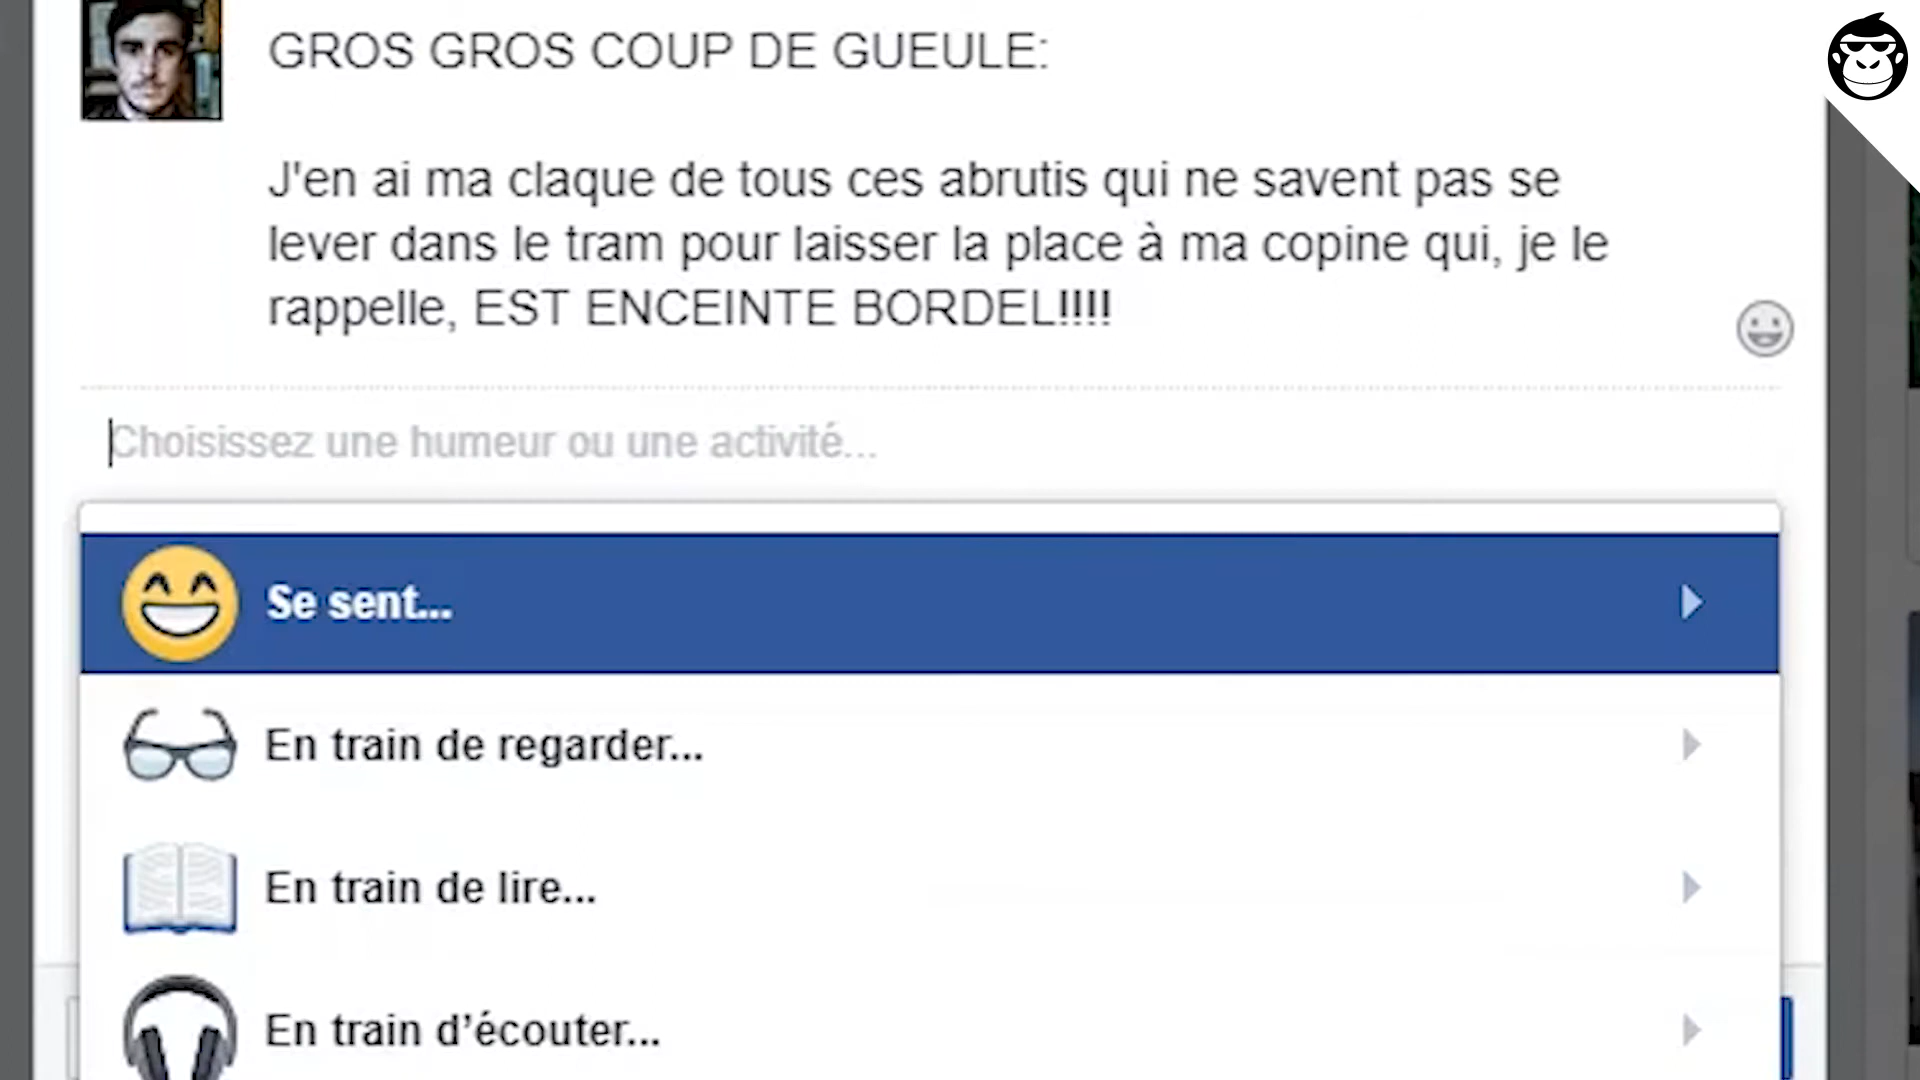 GROS GROS COUP DE GUEULE:
J'en ai ma claque de tous ces abrutis qui ne savent pas se
lever dans le tram pour laisser la place à ma copine qui, je le
rappelle, EST ENCEINTE BORDEL!!!!
Choisissez une humeur ou une activité...
Se sent...
En train de regarder...
En train de lire...
En train d’écouter...